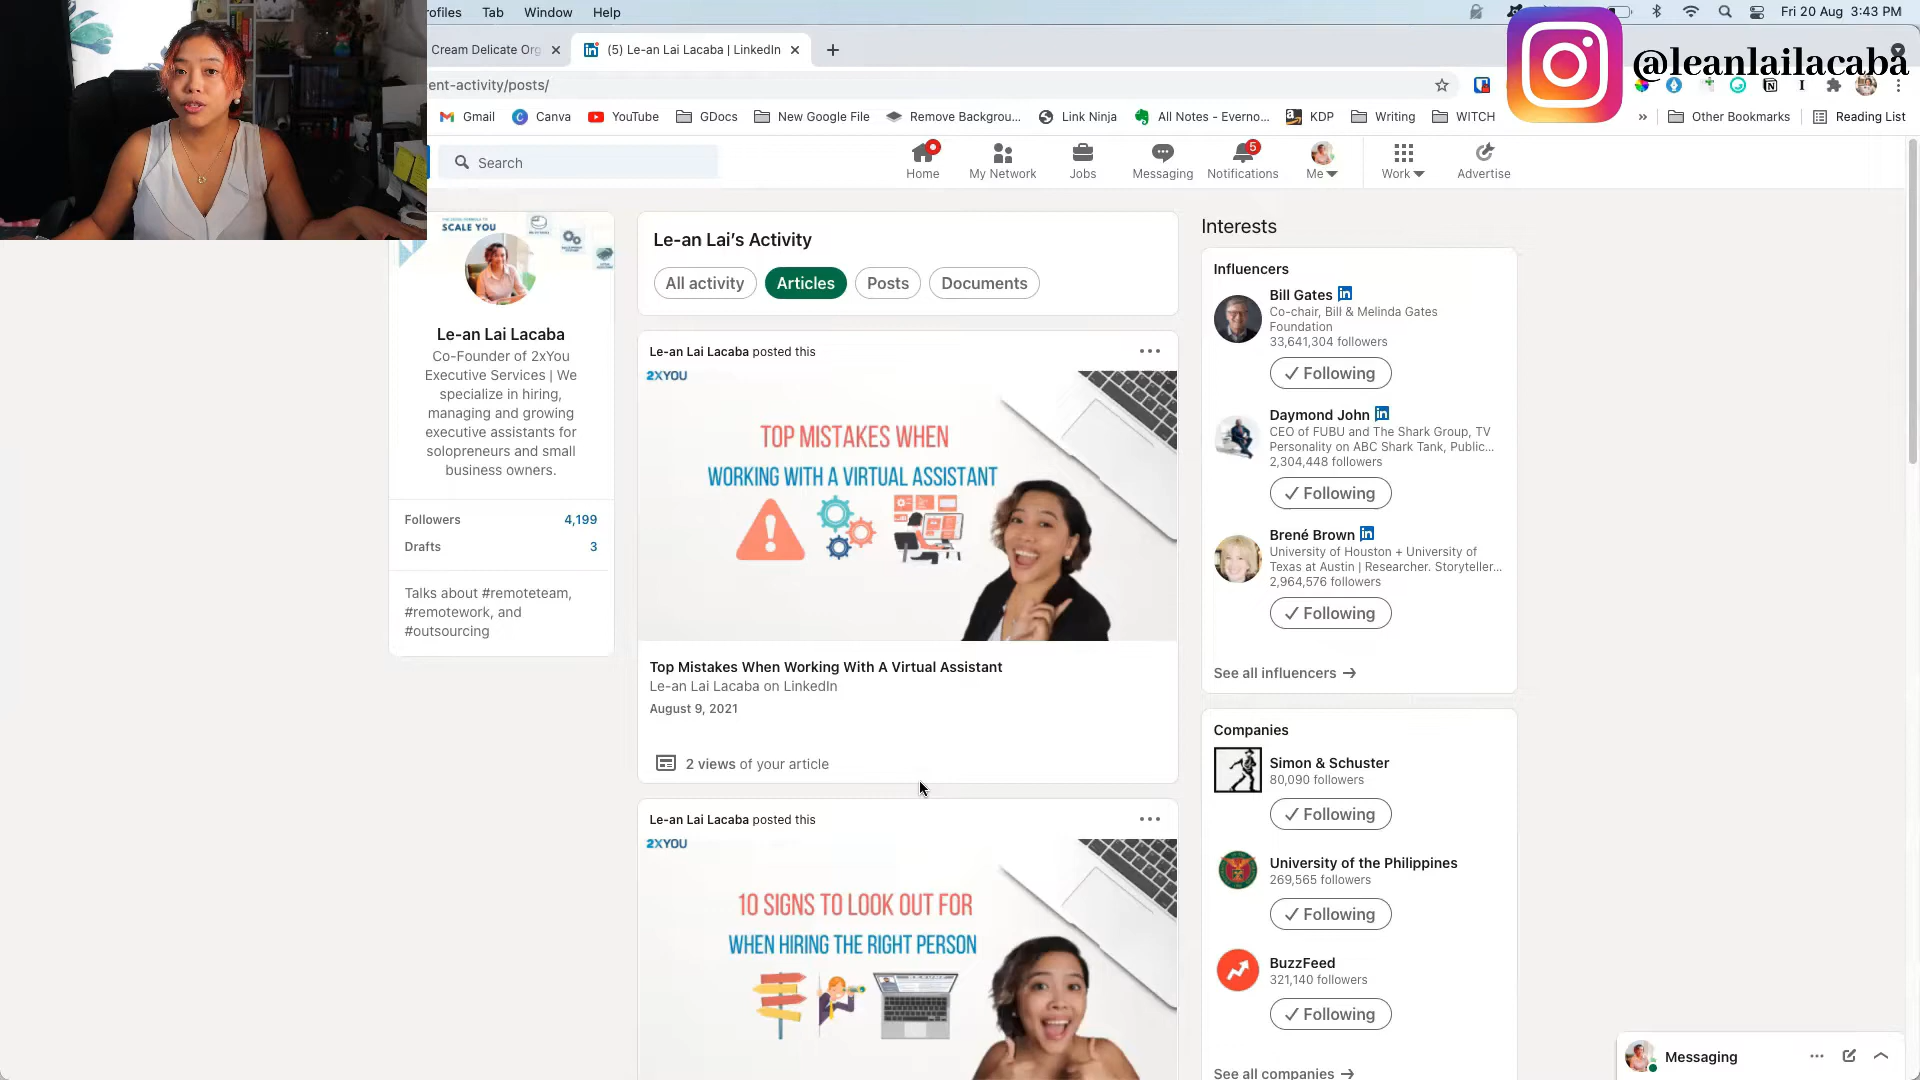 rofiles Tab Window Help
Fri 20 Aug 3:43 PM
Cream Delicate Org
(5) Le-an Lai Lacaba | LinkedIn
@leanlailacaba
ent-activity/posts/
Gmail Canva YouTube GDocs New Google File Remove Backgrou... Link Ninja All Notes - Everno... KDP Writing WITCH » Other Bookmarks Reading List
Search
Home My Network Jobs Messaging Notifications Me Work Advertise
5
SCALE YOU
Le-an Lai Lacaba
Co-Founder of 2xYou
Executive Services | We
specialize in hiring,
managing and growing
executive assistants for
solopreneurs and small
business owners.
Followers 4,199
Drafts 3
Talks about #remoteteam,
#remotework, and
#outsourcing
Le-an Lai's Activity
All activity Articles Posts Documents
Le-an Lai Lacaba posted this
2XYOU
TOP MISTAKES WHEN
WORKING WITH A VIRTUAL ASSISTANT
Top Mistakes When Working With A Virtual Assistant
Le-an Lai Lacaba on LinkedIn
August 9, 2021
2 views of your article
Le-an Lai Lacaba posted this
2XYOU
10 SIGNS TO LOOK OUT FOR
WHEN HIRING THE RIGHT PERSON
Interests
Influencers
Bill Gates in
Co-chair, Bill & Melinda Gates
Foundation
33,641,304 followers
Following
Daymond John in
CEO of FUBU and The Shark Group, TV
Personality on ABC Shark Tank, Public...
2,304,448 followers
Following
Brené Brown in
University of Houston + University of
Texas at Austin | Researcher. Storyteller...
2,964,576 followers
Following
See all influencers
Companies
Simon & Schuster
80,090 followers
Following
University of the Philippines
269,565 followers
Following
BuzzFeed
321,140 followers
Following
See all companies
Messaging